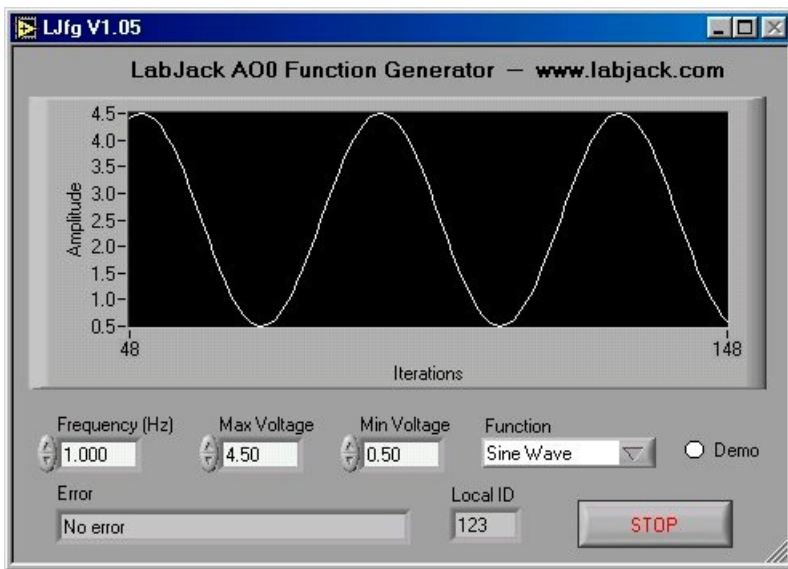 LJfg V1.05
LabJack AO0 Function Generator – www.labjack.com
Amplitude
4.5
4.0
3.5
3.0
2.5
2.0
1.5
1.0
0.5
48
148
Iterations
Frequency (Hz)
Max Voltage
Min Voltage
Function
1.000
4.50
0.50
Sine Wave
Demo
Error
Local ID
No error
123
STOP